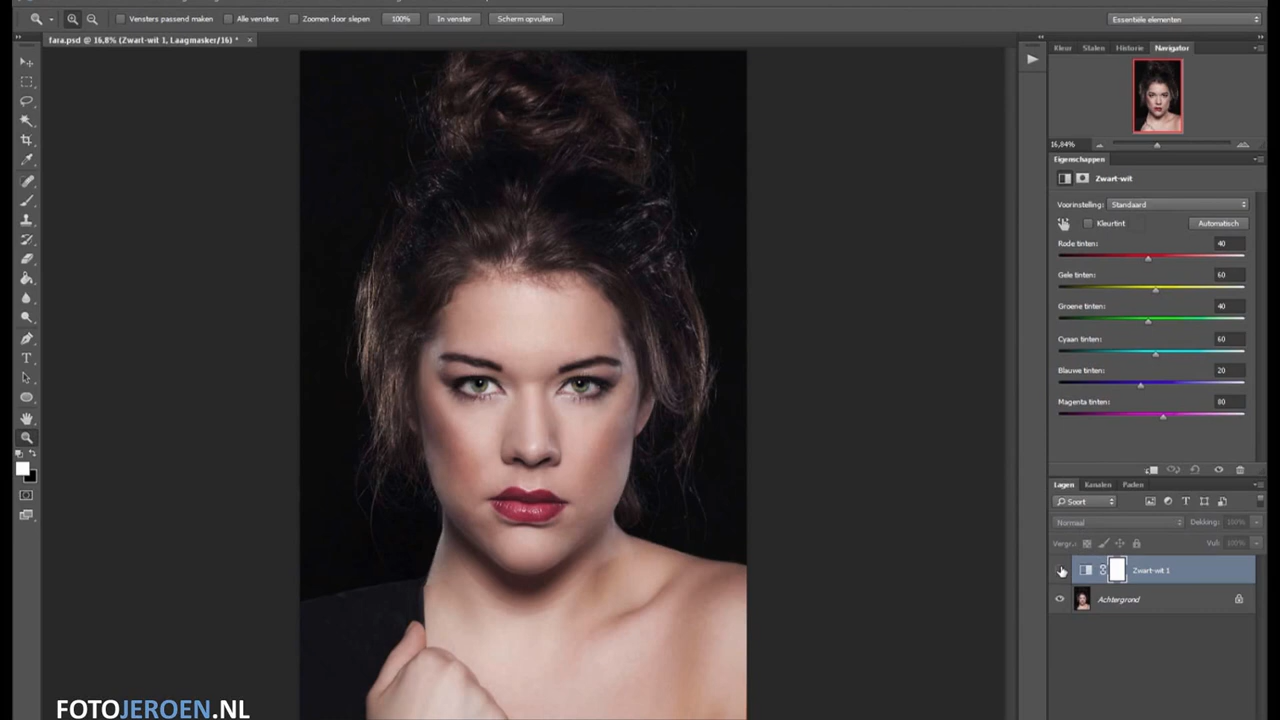 Vensters passend maken Alle vensters Zoomen door slepen 100% In venster Scherm opvullen Essentiële elementen
fara.psd @ 16,8% (Zwart-wit 1, Laagmasker/16) * ×
Kleur Stalen Historie Navigator
16,84%
Eigenschappen
Zwart-wit
Voorinstelling: Standaard
Kleurtint Automatisch
Rode tinten: 40
Gele tinten: 60
Groene tinten: 40
Cyaan tinten: 60
Blauwe tinten: 20
Magenta tinten: 80
Lagen Kanalen Paden
Soort
Normaal Dekking: 100%
Vergr.: Vul: 100%
Zwart-wit 1
Achtergrond
FOTOJEROEN.NL